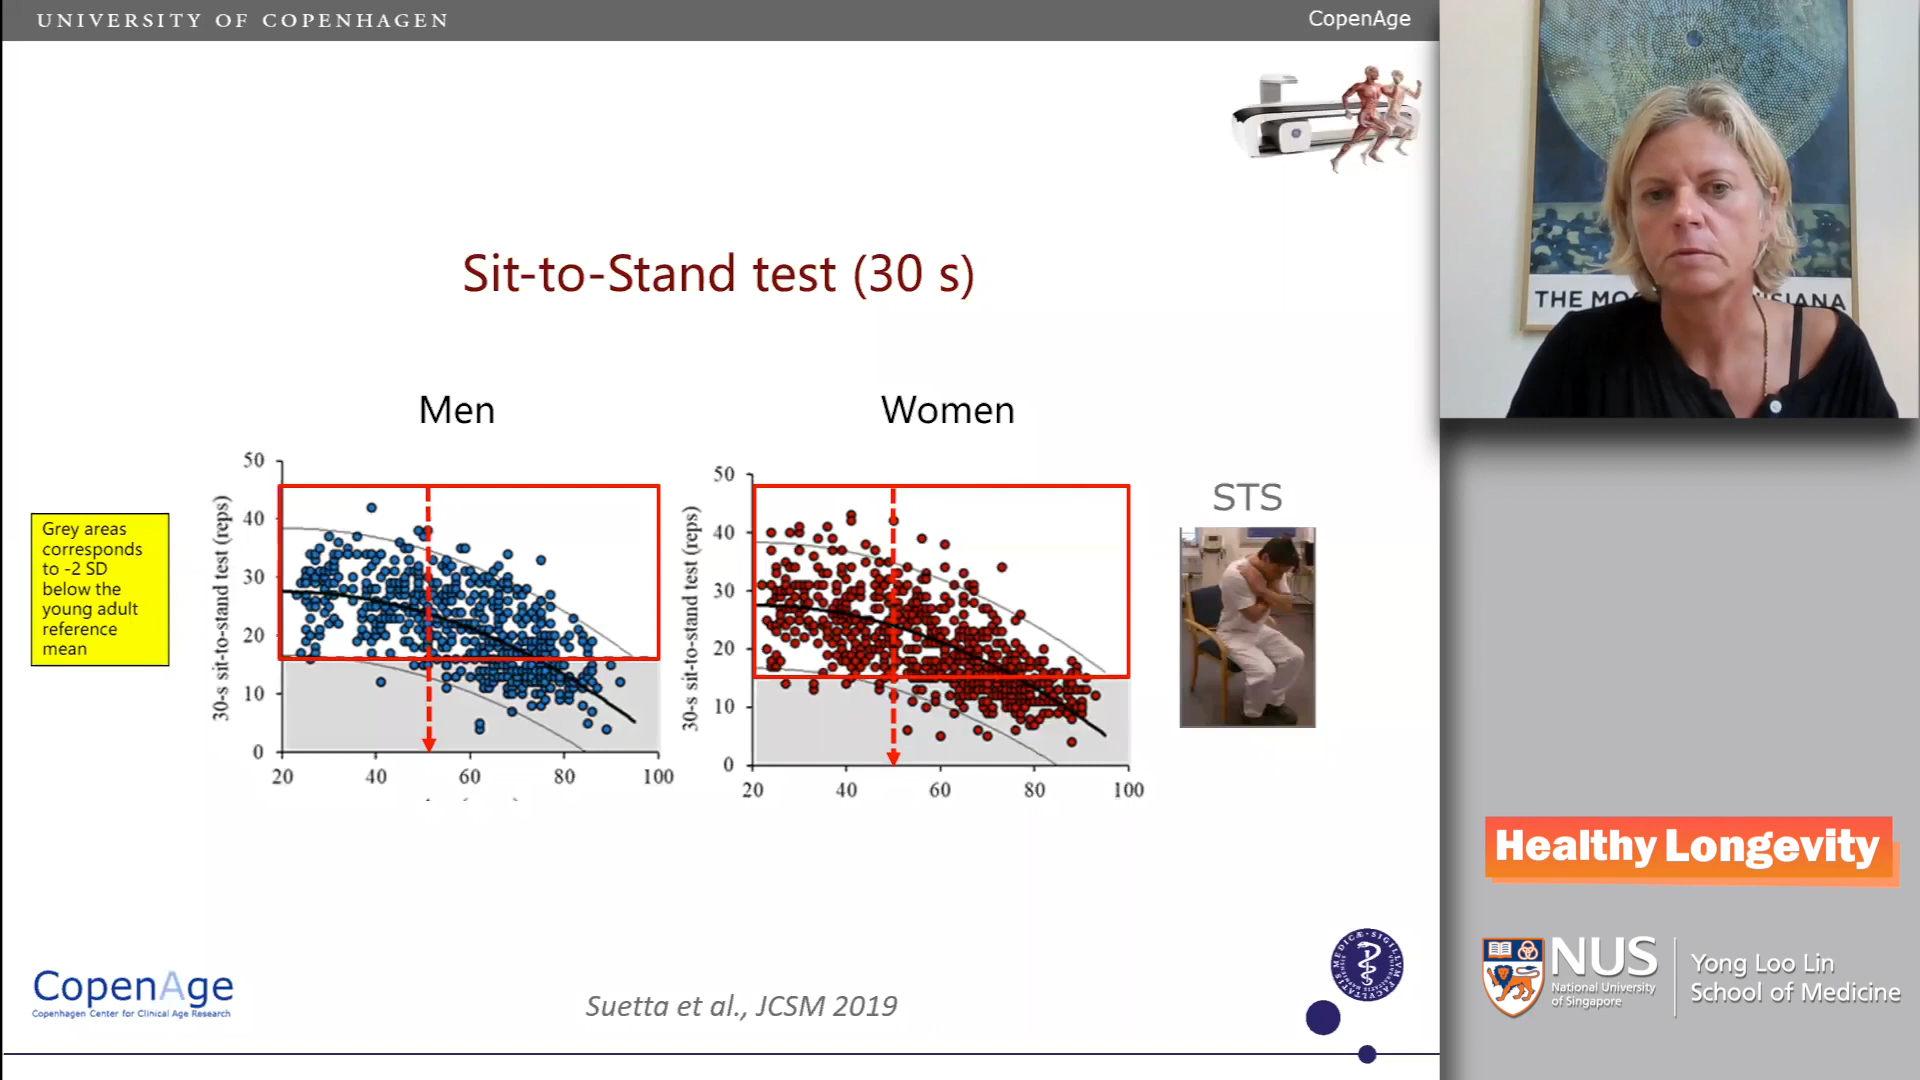 UNIVERSITY OF COPENHAGEN
CopenAge
Sit-to-Stand test (30 s)
Men
Women
Grey areas
corresponds
to -2 SD
below the
young adult
reference
mean
30-s sit-to-stand test (reps)
50
40
30
20
10
0
20 40 60 80 100
30-s sit-to-stand test (reps)
50
40
30
20
10
0
20 40 60 80 100
STS
CopenAge
Copenhagen Center for Clinical Age Research
Suetta et al., JCSM 2019
Healthy Longevity
NUS
National University
of Singapore
Yong Loo Lin
School of Medicine